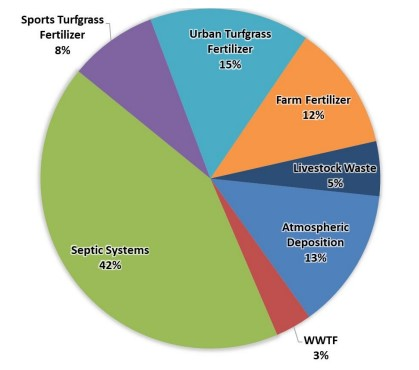 Sports Turfgrass
Fertilizer
8%
Urban Turfgrass
Fertilizer
15%
Farm Fertilizer
12%
Livestock Waste
5%
Atmospheric
Deposition
13%
WWTF
3%
Septic Systems
42%